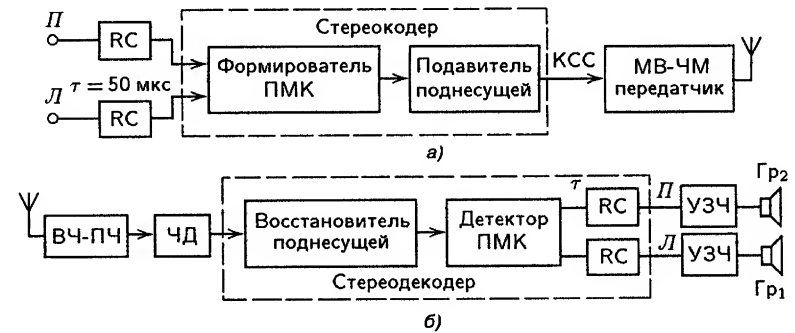 П
RC
Стереокодер
Формирователь
ПМК
Подавитель
поднесущей
КСС
МВ-ЧМ
передатчик
Л
τ = 50 мкс
RC
а)
τ
П
Гр2
ВЧ-ПЧ
ЧД
Восстановитель
поднесущей
Детектор
ПМК
RC
УЗЧ
RC
Л
УЗЧ
Стереодекодер
Гр1
б)